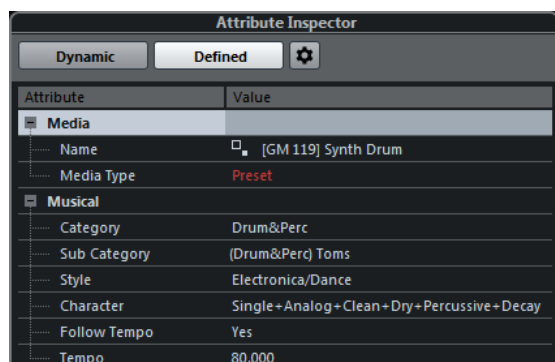 Attribute Inspector
Dynamic Defined
Attribute Value
Media
Name [GM 119] Synth Drum
Media Type Preset
Musical
Category Drum&Perc
Sub Category (Drum&Perc) Toms
Style Electronica/Dance
Character Single+Analog+Clean+Dry+Percussive+Decay
Follow Tempo Yes
Tempo 80.000